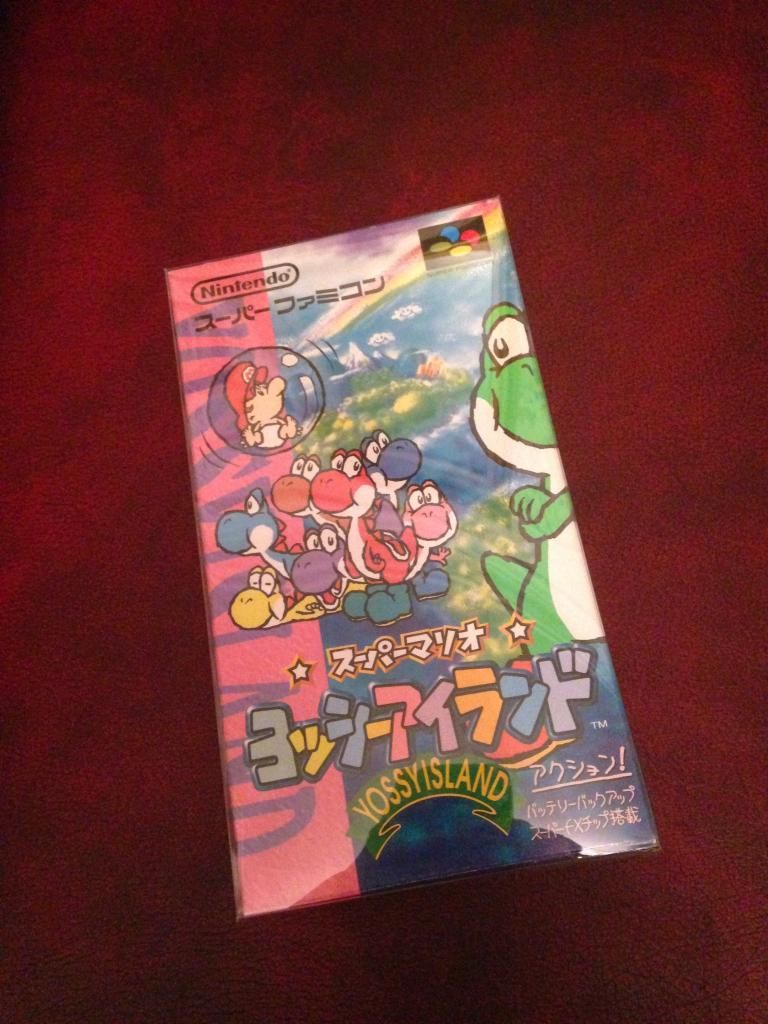 Nintendo®
スーパーファミコン
スーパーマリオ
ヨッシーアイランド
TM
YOSSYISLAND
アクション!
バッテリーバックアップ
スーパーFXチップ搭載